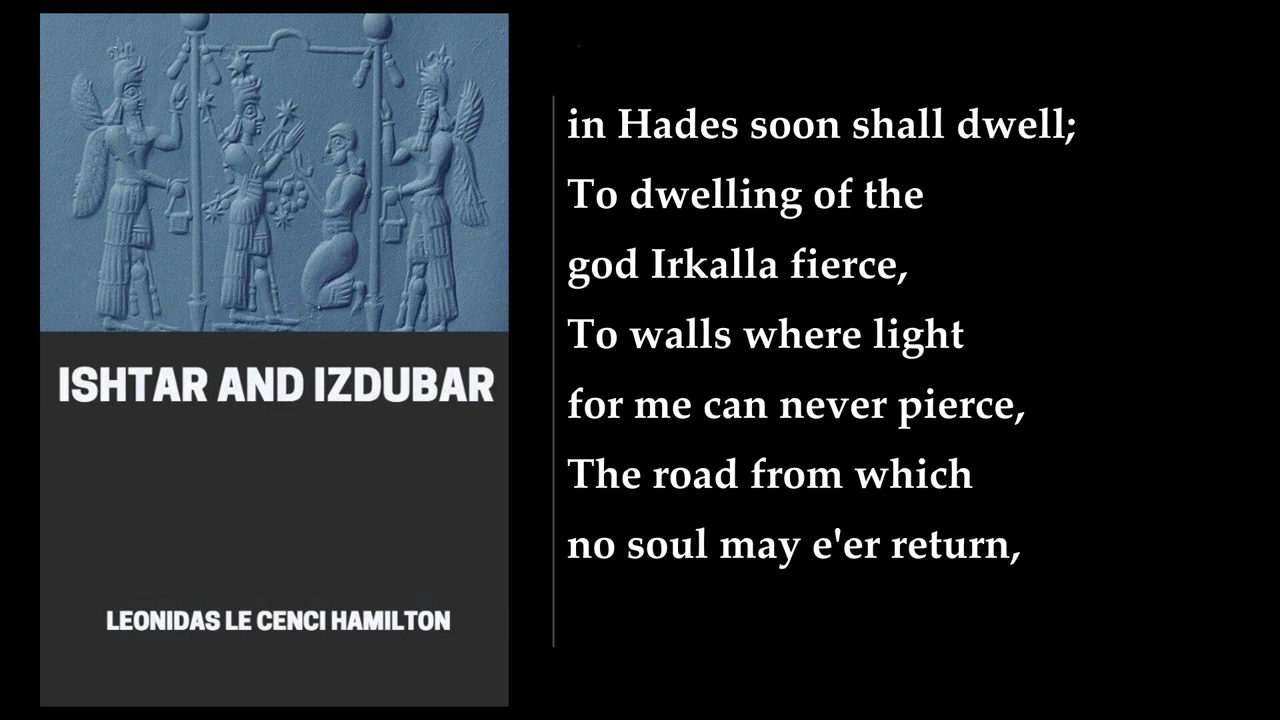 ISHTAR AND IZDUBAR
LEONIDAS LE CENCI HAMILTON
in Hades soon shall dwell;
To dwelling of the
god Irkalla fierce,
To walls where light
for me can never pierce,
The road from which
no soul may e'er return,